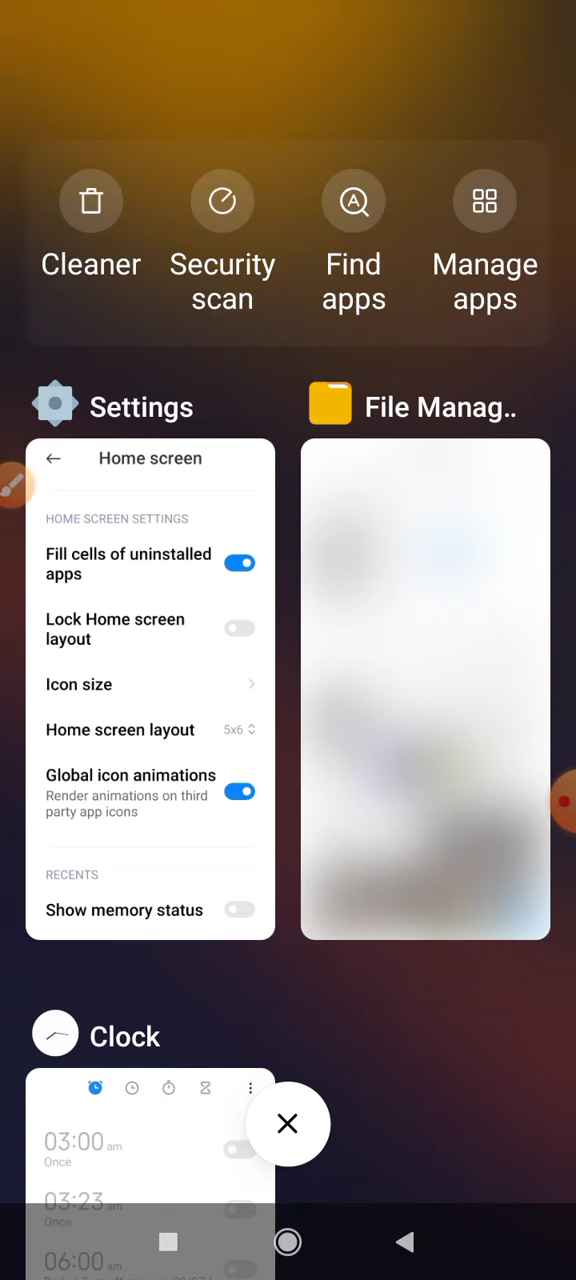 Cleaner
Security
scan
Find
apps
Manage
apps
Settings
File Manag..
Home screen
HOME SCREEN SETTINGS
Fill cells of uninstalled
apps
Lock Home screen
layout
Icon size
Home screen layout 5x6
Global icon animations
Render animations on third
party app icons
RECENTS
Show memory status
Clock
03:00 am
Once
03:23 am
Once
06:00 am